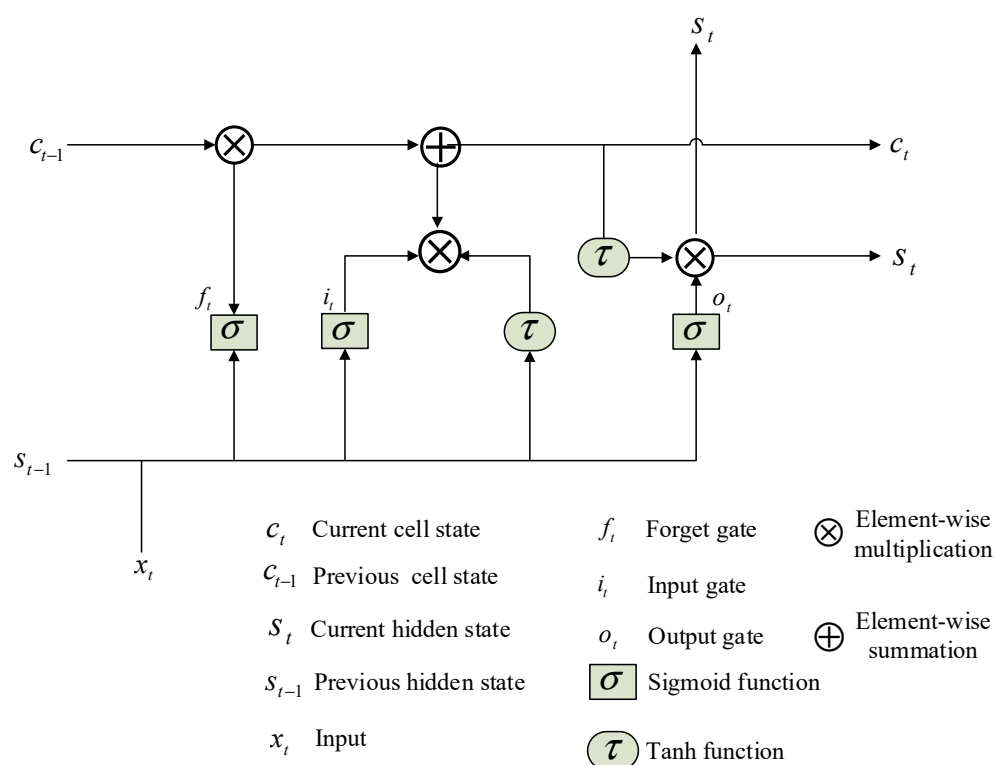 s_t
c_{t-1}
c_t
τ
s_t
f_t
i_t
o_t
σ
σ
τ
σ
s_{t-1}
x_t
c_t Current cell state
c_{t-1} Previous cell state
s_t Current hidden state
s_{t-1} Previous hidden state
x_t Input
f_t Forget gate
i_t Input gate
o_t Output gate
σ Sigmoid function
τ Tanh function
Element-wise
multiplication
Element-wise
summation